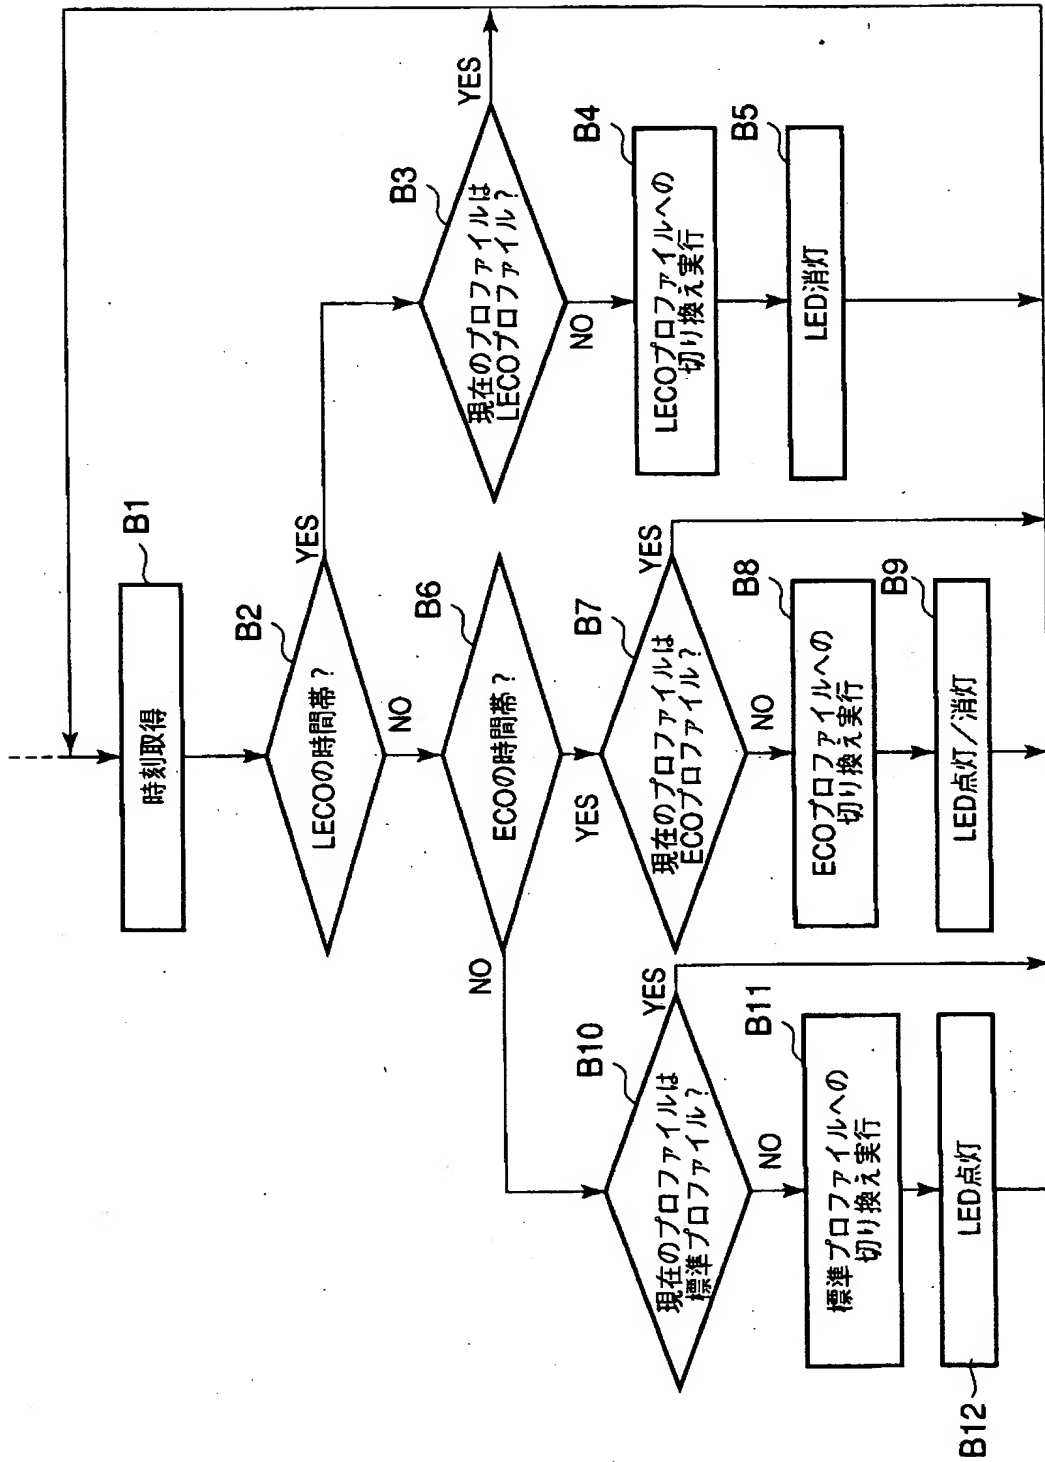 時刻取得
B1
LECOの時間帯?
B2
YES
NO
現在のプロファイルは
LECOプロファイル?
B3
YES
NO
LECOプロファイルへの
切り換え実行
B4
LED消灯
B5
ECOの時間帯?
B6
YES
NO
現在のプロファイルは
ECOプロファイル?
B7
YES
NO
ECOプロファイルへの
切り換え実行
B8
LED点灯/消灯
B9
現在のプロファイルは
標準プロファイル?
B10
YES
NO
標準プロファイルへの
切り換え実行
B11
LED点灯
B12